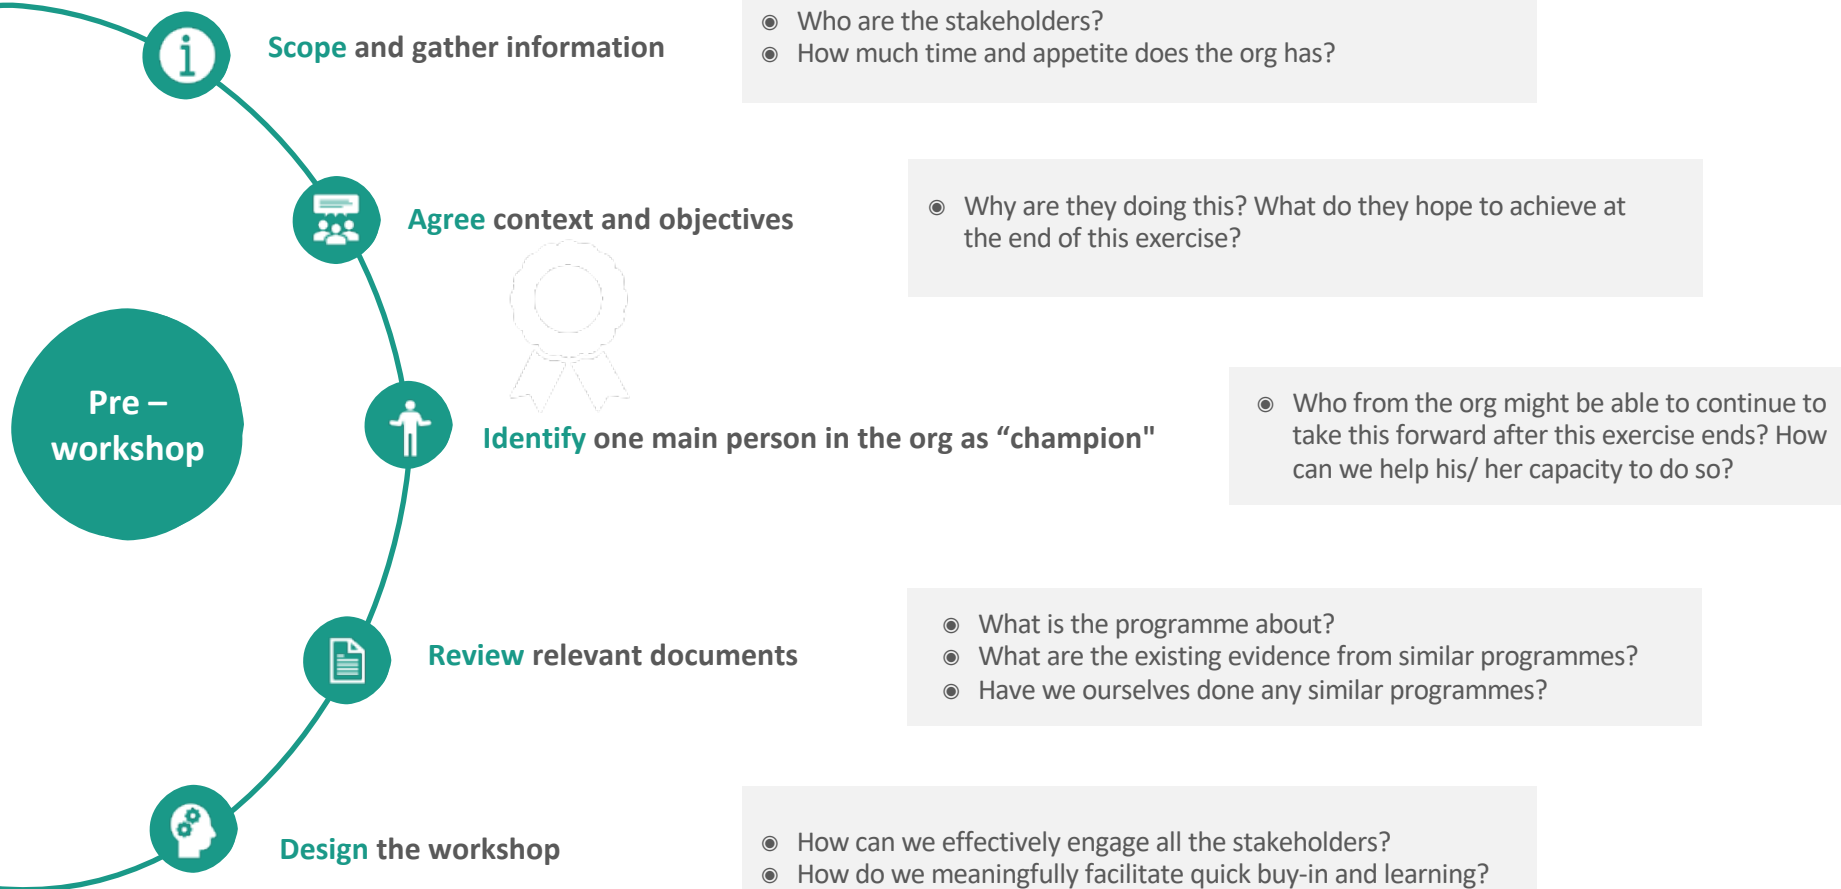 Scope and gather information
◉ Who are the stakeholders?
◉ How much time and appetite does the org has?
Agree context and objectives
◉ Why are they doing this? What do they hope to achieve at
the end of this exercise?
Pre –
workshop
Identify one main person in the org as “champion"
◉ Who from the org might be able to continue to
take this forward after this exercise ends? How
can we help his/ her capacity to do so?
Review relevant documents
◉ What is the programme about?
◉ What are the existing evidence from similar programmes?
◉ Have we ourselves done any similar programmes?
Design the workshop
◉ How can we effectively engage all the stakeholders?
◉ How do we meaningfully facilitate quick buy-in and learning?